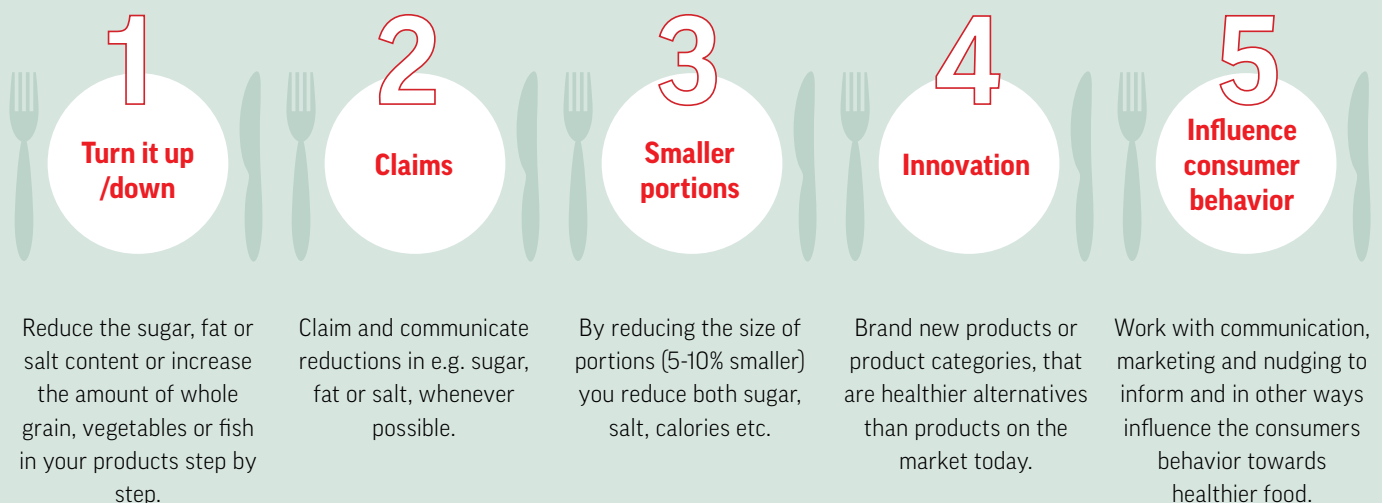 1
Turn it up
/down
Reduce the sugar, fat or
salt content or increase
the amount of whole
grain, vegetables or fish
in your products step by
step.
2
Claims
Claim and communicate
reductions in e.g. sugar,
fat or salt, whenever
possible.
3
Smaller
portions
By reducing the size of
portions (5-10% smaller)
you reduce both sugar,
salt, calories etc.
4
Innovation
Brand new products or
product categories, that
are healthier alternatives
than products on the
market today.
5
Influence
consumer
behavior
Work with communication,
marketing and nudging to
inform and in other ways
influence the consumers
behavior towards
healthier food.